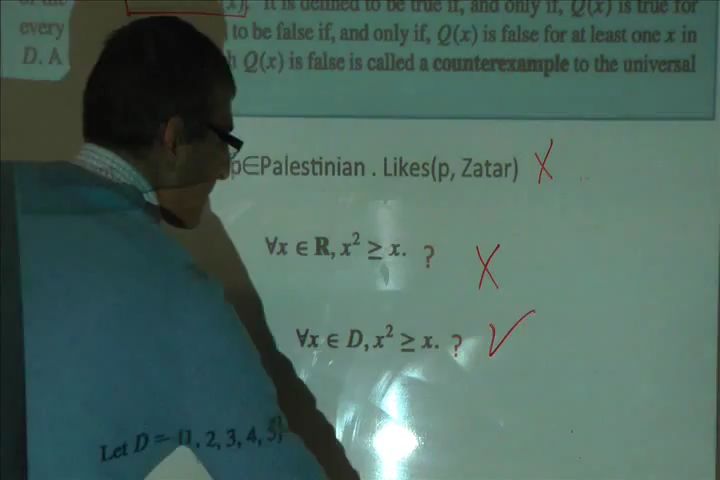 of the x). It is defined to be true if, and only if, Q(x) is true for
every to be false if, and only if, Q(x) is false for at least one x in
D. A h Q(x) is false is called a counterexample to the universal
p∈Palestinian . Likes(p, Zatar) X
∀x ∈ R, x² ≥ x. ? X
∀x ∈ D, x² ≥ x. ? ✓
Let D = {1, 2, 3, 4, 5}